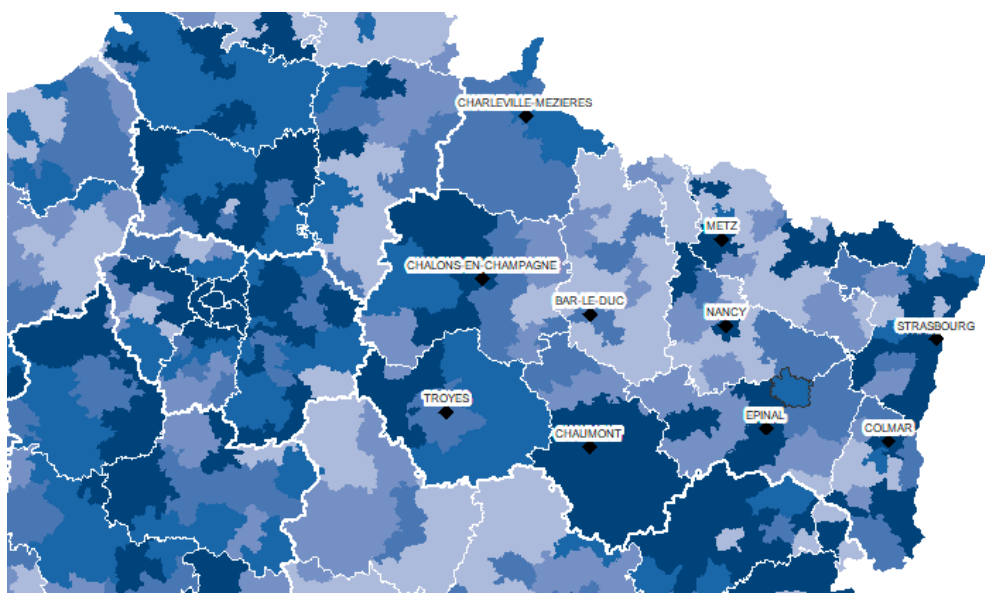 CHARLEVILLE-MEZIERES
METZ
CHALONS-EN-CHAMPAGNE
BAR-LE-DUC
NANCY
STRASBOURG
TROYES
EPINAL
CHAUMONT
COLMAR